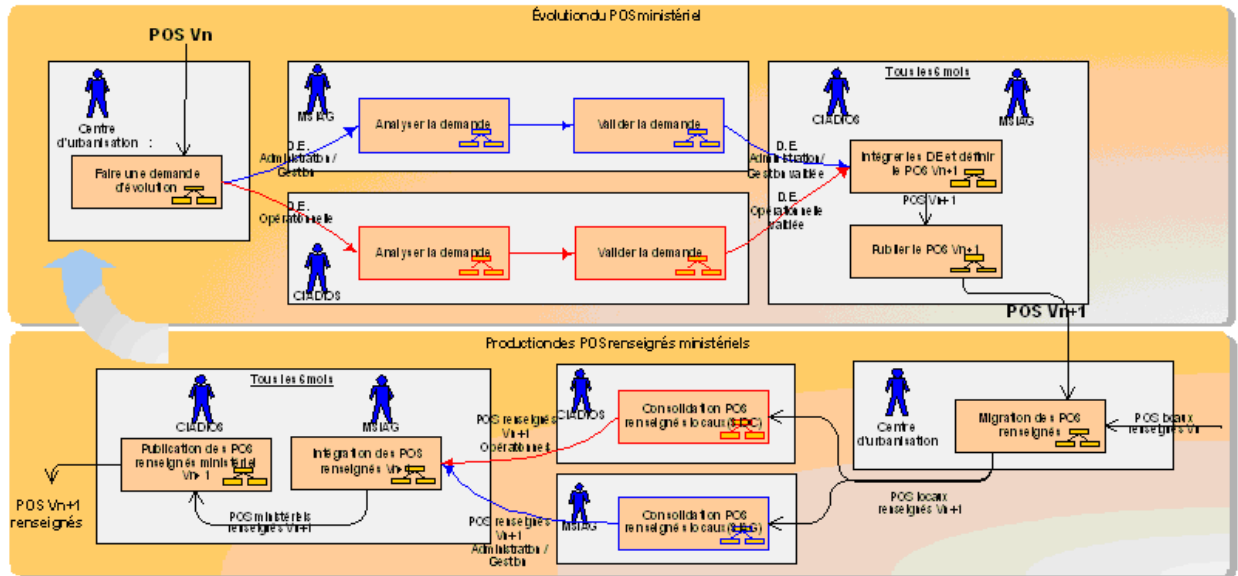 Évolution du POS ministériel
POS Vn
Centre
d'urbanisation :
Faire une demande
d'évolution
MSIAG
Analyser la demande
Valider la demande
D.E.
Administration /
Gestion
D.E.
Opérationnelle
Analyser la demande
Valider la demande
CIADIOS
D.E.
Administration/
Gestion validée
D.E.
Opérationnelle
validée
Tous les 6 mois
CIADIOS
MSIAG
Intégrer les DE et définir
le POS Vn+1
POS Vn+1
Publier le POS Vn+1
POS Vn+1
Production des POS renseignés ministériels
Tous les 6 mois
CIADIOS
MSIAG
Publication des POS
renseignés ministériel
Vn+1
Intégration des POS
renseignés Vn+1
POS ministériels
renseignés Vn+1
POS Vn+1
renseignés
POS renseignés
Vn+1
Opérationnels
CIADIOS
Consolidation POS
renseignés locaux
POS renseignés
Vn+1
Administration /
Gestion
MSIAG
Consolidation POS
renseignés locaux
Centre
d'urbanisation
Migration des POS
renseignés
POS locaux
renseignés Vn
POS locaux
renseignés Vn+1